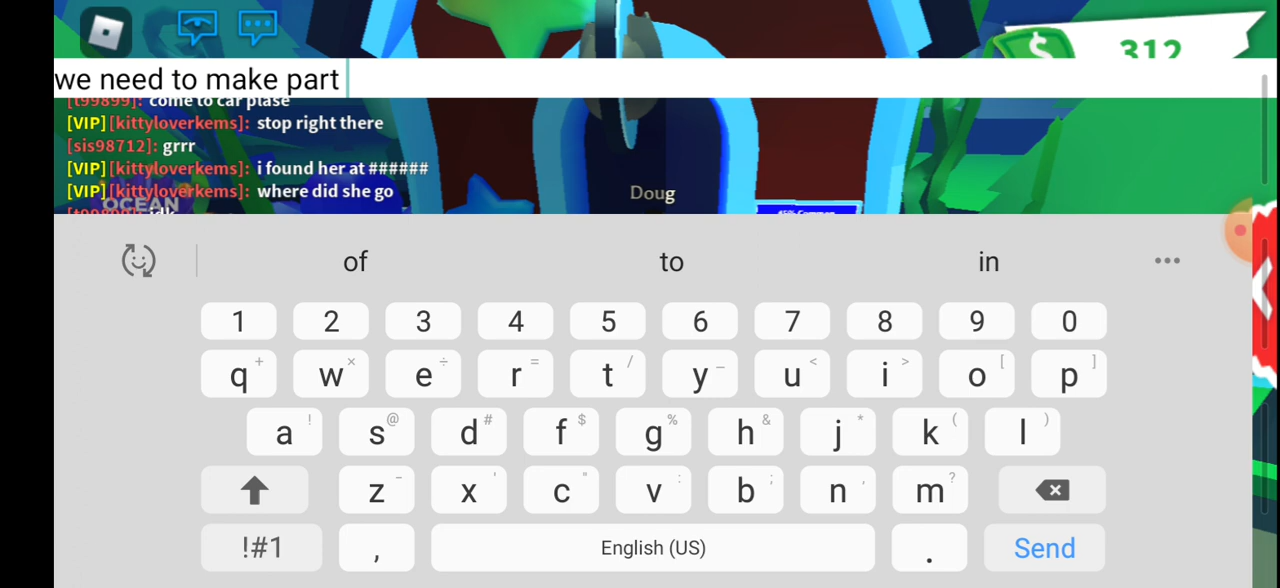 312
we need to make part
[t99899]: come to car plase
[VIP][kittyloverkems]: stop right there
[sis98712]: grrr
[VIP][kittyloverkems]: i found her at ######
[VIP][kittyloverkems]: where did she go
OCEAN
Doug
idk
of to in
1 2 3 4 5 6 7 8 9 0
q + w × e ÷ r = t / y _ u < i > o [ p ]
a ! s @ d # f $ g % h & j * k ( l )
z - x ' c " v : b ; n , m ?
!#1 , English (US) . Send